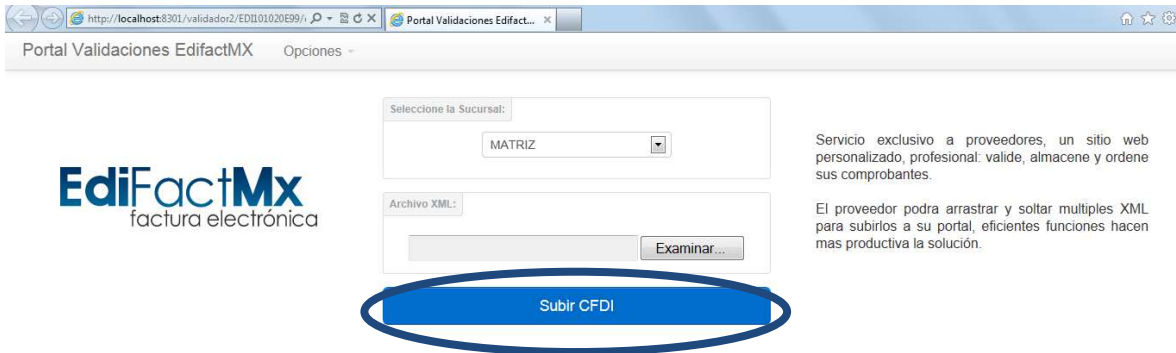 http://localhost:8301/validador2/EDI101020E99/
Portal Validaciones Edifact...
Portal Validaciones EdifactMX
Opciones
Seleccione la Sucursal:
MATRIZ
EdiFactMx
factura electrónica
Archivo XML:
Examinar...
Subir CFDI
Servicio exclusivo a proveedores, un sitio web
personalizado, profesional: valide, almacene y ordene
sus comprobantes.
El proveedor podra arrastrar y soltar multiples XML
para subirlos a su portal, eficientes funciones hacen
mas productiva la solución.